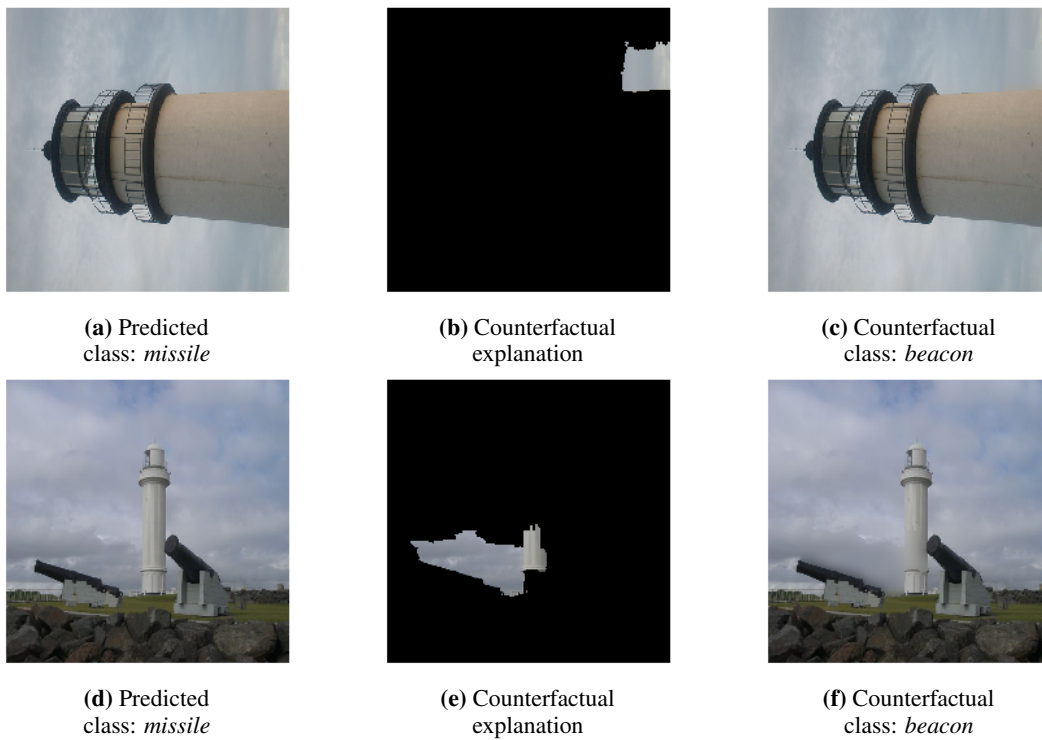 (a) Predicted
class: missile
(b) Counterfactual
explanation
(c) Counterfactual
class: beacon
(d) Predicted
class: missile
(e) Counterfactual
explanation
(f) Counterfactual
class: beacon